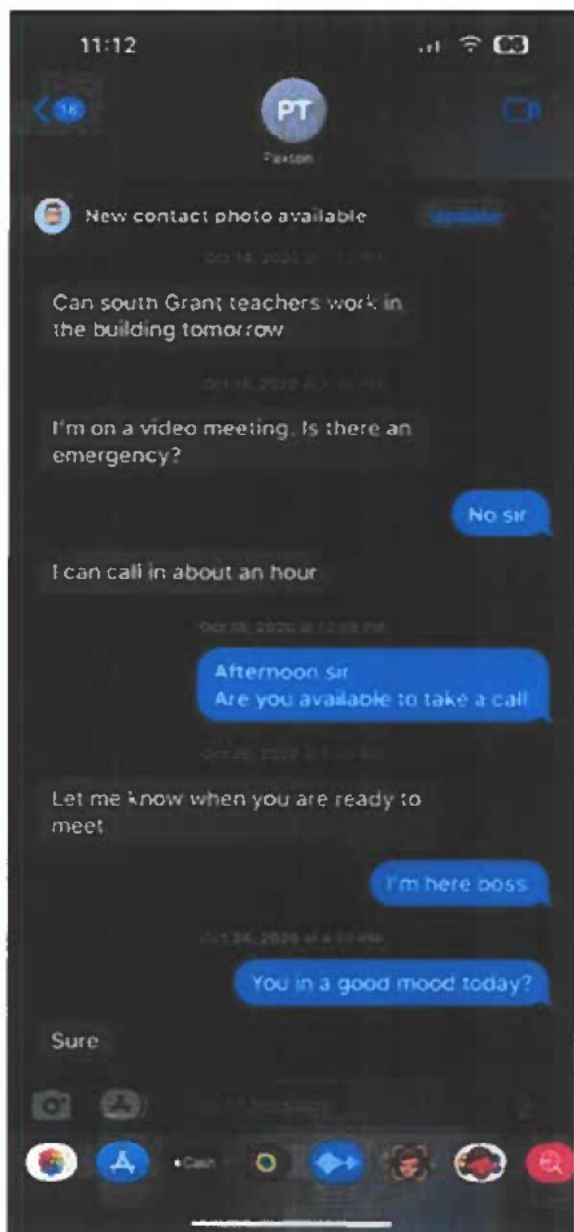 11:12
PT
Paxton
New contact photo available
Update
Can south Grant teachers work in
the building tomorrow
I'm on a video meeting. Is there an
emergency?
No sir
I can call in about an hour
Afternoon sir
Are you available to take a call
Let me know when you are ready to
meet
I'm here boss
You in a good mood today?
Sure
Cash